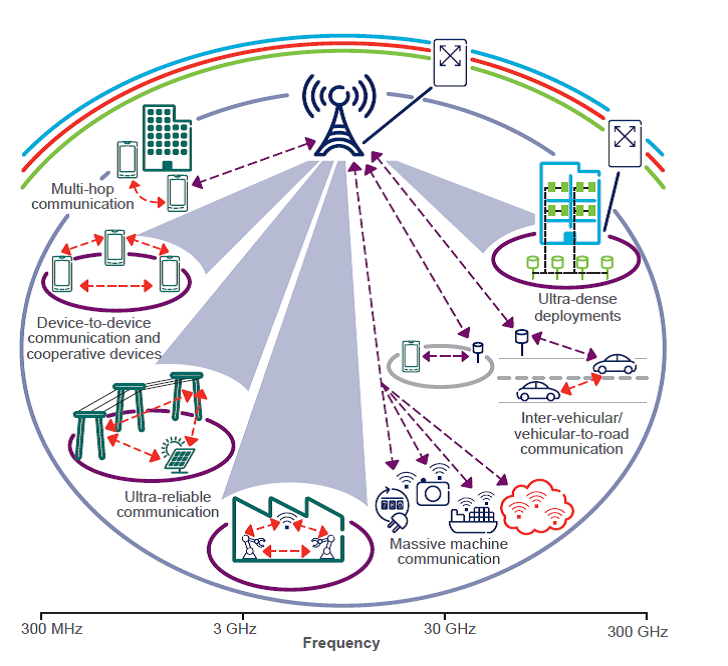 Multi-hop
communication
Device-to-device
communication and
cooperative devices
Ultra-reliable
communication
Massive machine
communication
Inter-vehicular/
vehicular-to-road
communication
Ultra-dense
deployments
300 MHz
3 GHz
30 GHz
300 GHz
Frequency